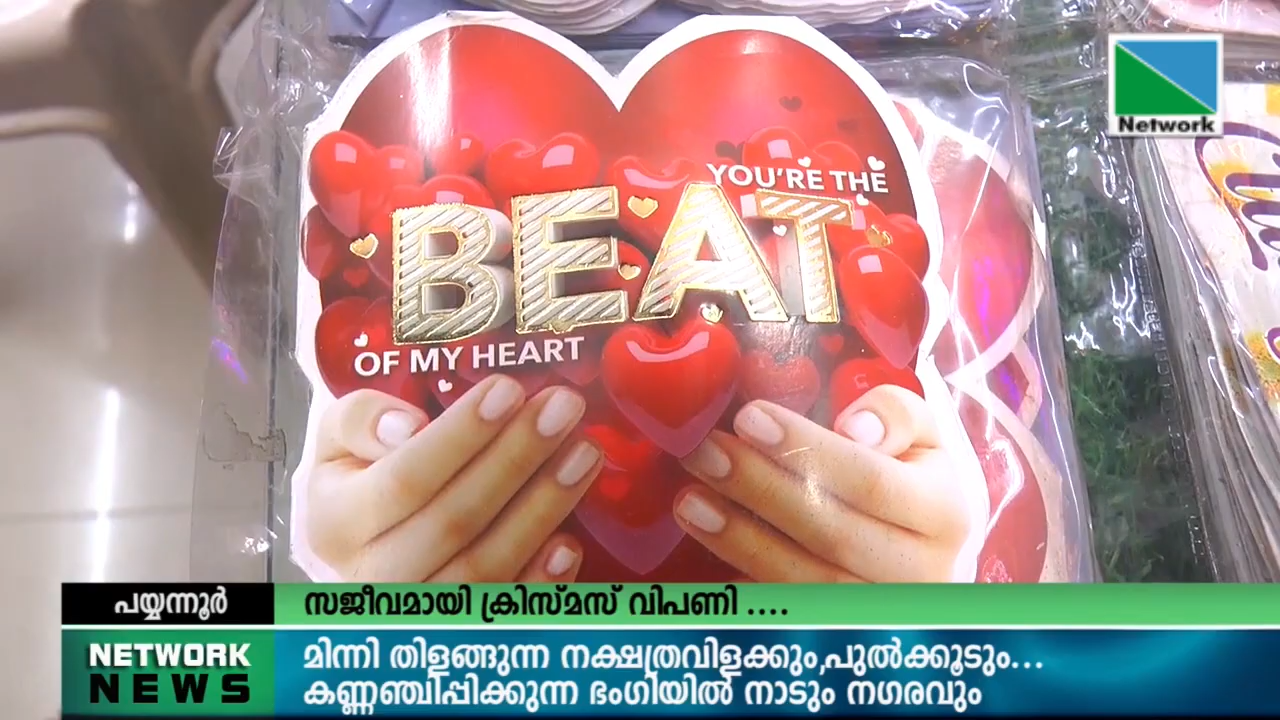 Network
YOU'RE THE
BEAT
OF MY HEART
പയ്യന്നൂർ
സജീവമായി ക്രിസ്മസ് വിപണി ....
NETWORK
NEWS
മിന്നി തിളങ്ങുന്ന നക്ഷത്രവിളക്കും,പുൽക്കൂടും...
കണ്ണഞ്ചിപ്പിക്കുന്ന ഭംഗിയിൽ നാടും നഗരവും